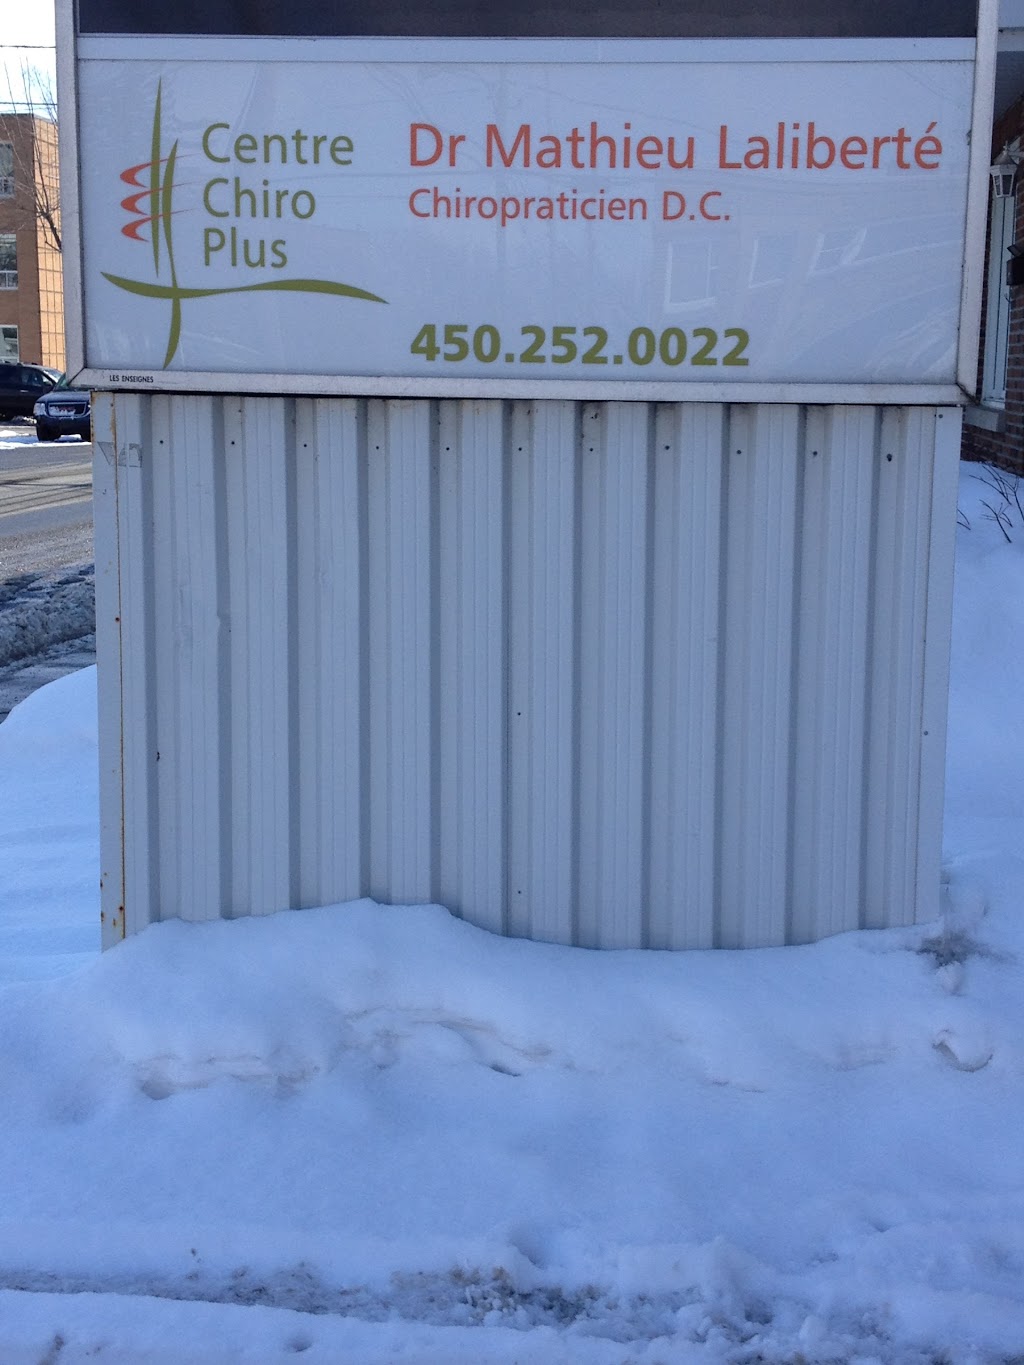 Centre
Chiro
Plus
Dr Mathieu Laliberté
Chiropraticien D.C.
450.252.0022
LES ENSEIGNES